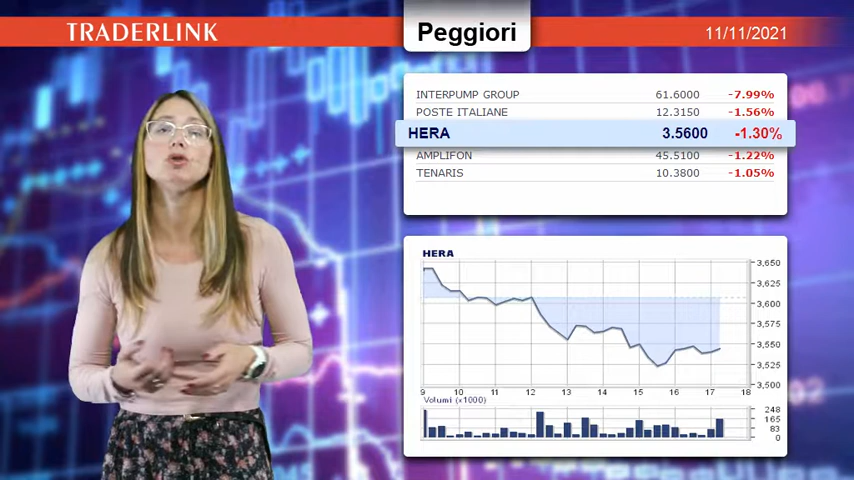 TRADERLINK
Peggiori
11/11/2021
INTERPUMP GROUP 61.6000 -7.99%
POSTE ITALIANE 12.3150 -1.56%
HERA 3.5600 -1.30%
AMPLIFON 45.5100 -1.22%
TENARIS 10.3800 -1.05%
HERA
3,650
3,625
3,600
3,575
3,550
3,525
3,500
9 10 11 12 13 14 15 16 17 18
Volumi (x1000)
248
165
83
0